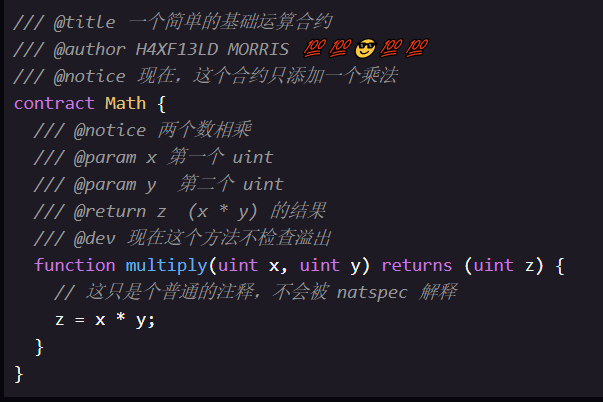 /// @title 一个简单的基础运算合约
/// @author H4XF13LD MORRIS 💯💯😎💯💯
/// @notice 现在，这个合约只添加一个乘法
contract Math {
  /// @notice 两个数相乘
  /// @param x 第一个 uint
  /// @param y  第二个 uint
  /// @return z  (x * y) 的结果
  /// @dev 现在这个方法不检查溢出
  function multiply(uint x, uint y) returns (uint z) {
    // 这只是个普通的注释，不会被 natspec 解释
    z = x * y;
  }
}